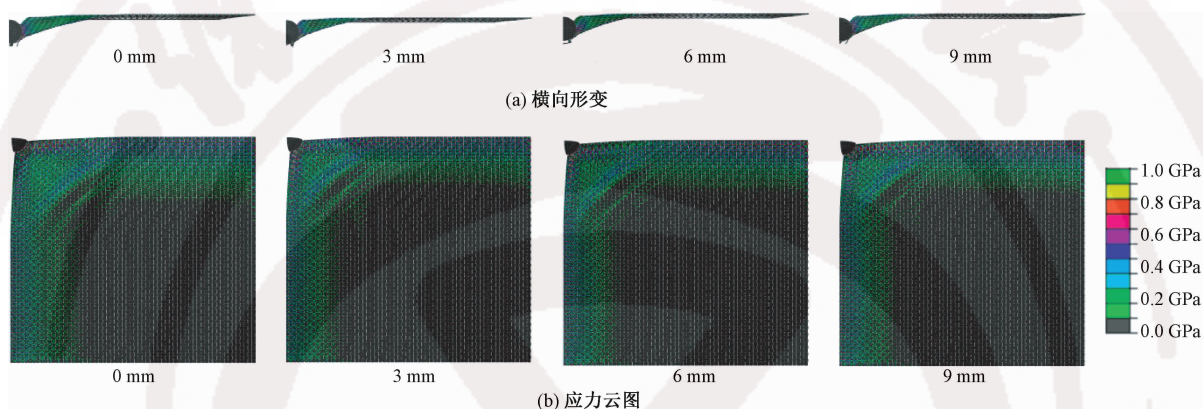 0 mm
3 mm
6 mm
9 mm
(a) 横向形变
1.0 GPa
0.8 GPa
0.6 GPa
0.4 GPa
0.2 GPa
0.0 GPa
0 mm
3 mm
6 mm
9 mm
(b) 应力云图